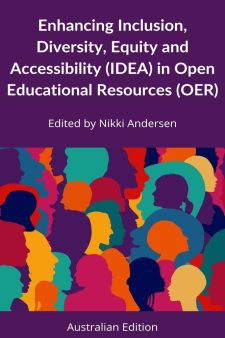 Enhancing Inclusion,
Diversity, Equity and
Accessibility (IDEA) in Open
Educational Resources (OER)
Edited by Nikki Andersen
Australian Edition